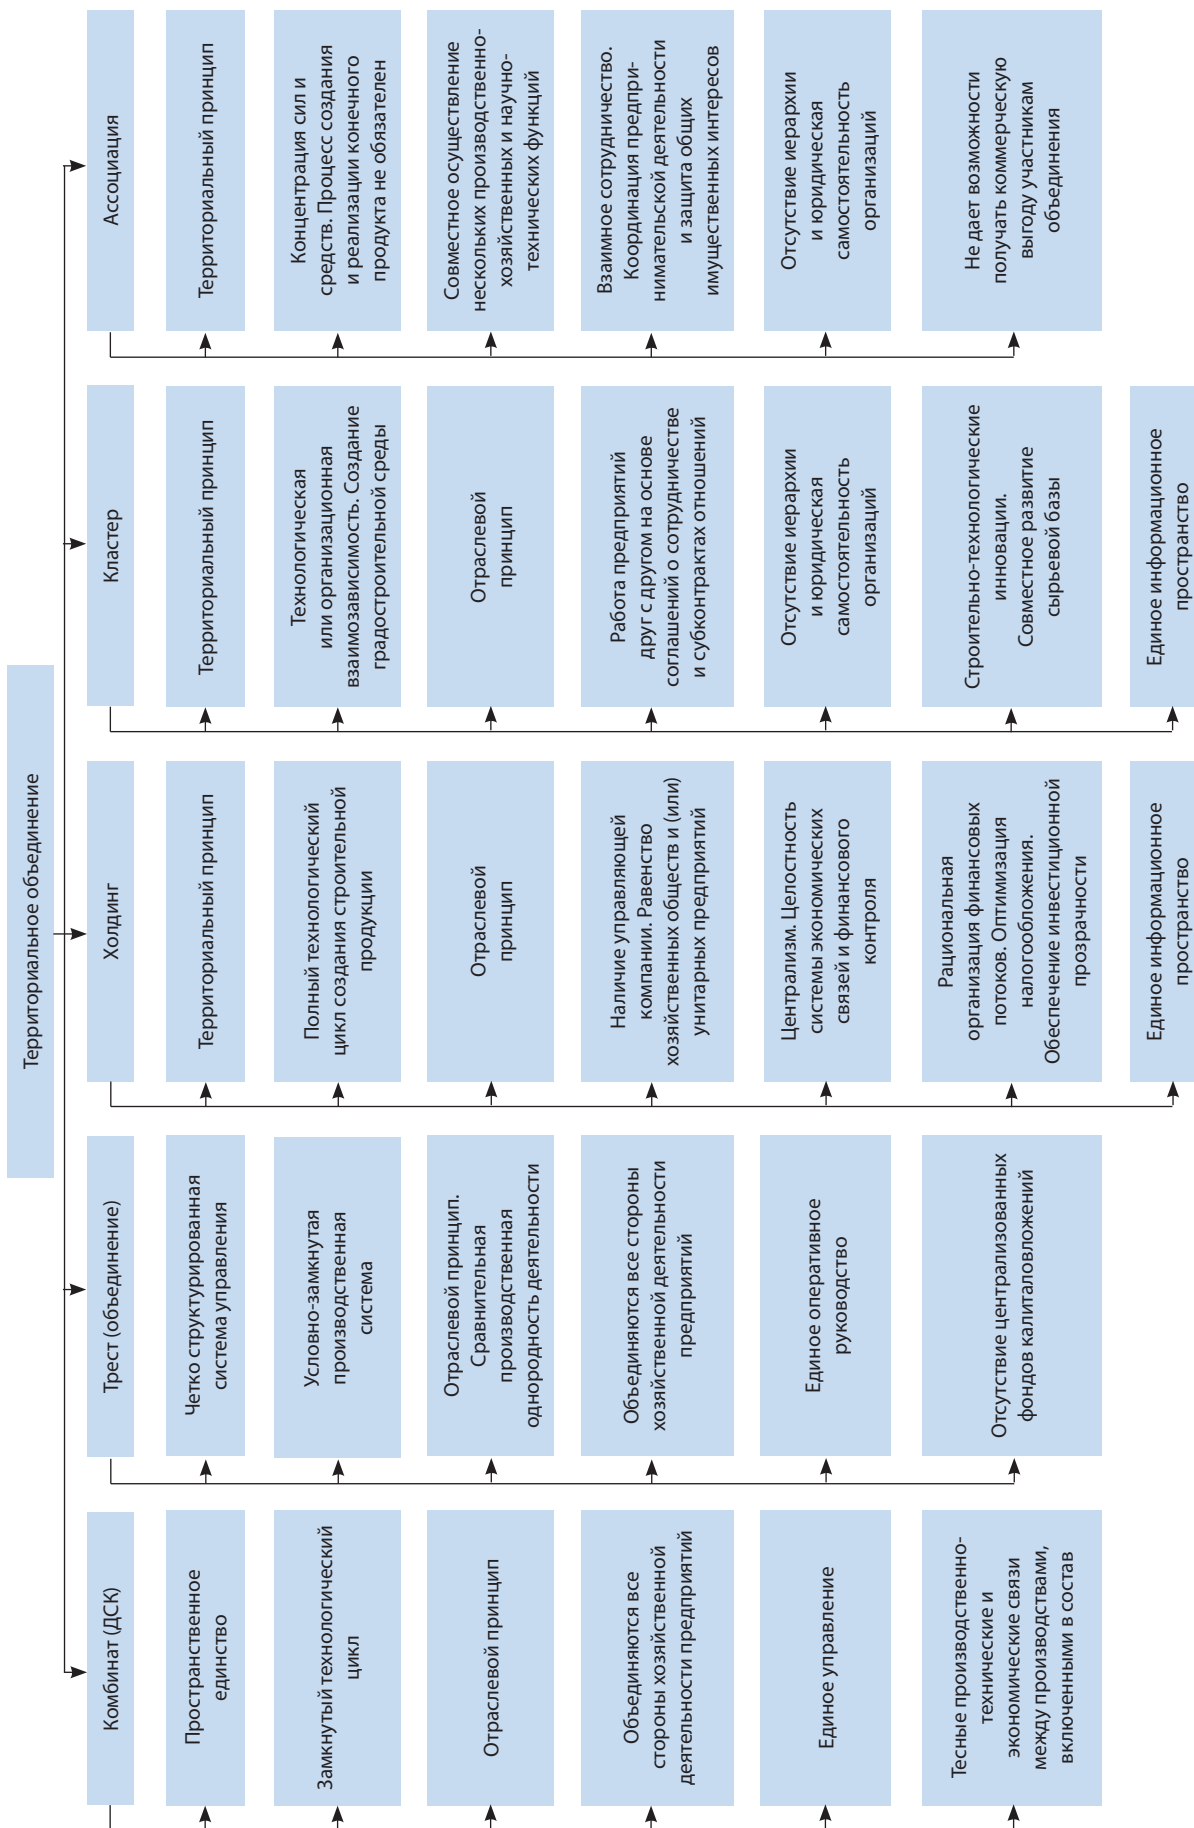 Территориальное объединение
Комбинат (ДСК)
Пространственное
единство
Замкнутый технологический
цикл
Отраслевой принцип
Объединяются все
стороны хозяйственной
деятельности предприятий
Единое управление
Тесные производственно-
технические и
экономические связи
между производствами,
включенными в состав
Трест (объединение)
Четко структурированная
система управления
Условно-замкнутая
производственная
система
Отраслевой принцип.
Сравнительная
производственная
однородность деятельности
Объединяются все стороны
хозяйственной деятельности
предприятий
Единое оперативное
руководство
Отсутствие централизованных
фондов калиталовложений
Холдинг
Территориальный принцип
Полный технологический
цикл создания строительной
продукции
Отраслевой
принцип
Наличие управляющей
компании. Равенство
хозяйственных обществ и (или)
унитарных предприятий
Централизм. Целостность
системы экономических
связей и финансового
контроля
Рациональная
организация финансовых
потоков. Оптимизация
налогообложения.
Обеспечение инвестиционной
прозрачности
Единое информационное
пространство
Кластер
Территориальный принцип
Технологическая
или организационная
взаимозависимость. Создание
градостроительной среды
Отраслевой
принцип
Работа предприятий
друг с другом на основе
соглашений о сотрудничестве
и субконтрактах отношений
Отсутствие иерархии
и юридическая
самостоятельность
организаций
Строительно-технологические
инновации.
Совместное развитие
сырьевой базы
Единое информационное
пространство
Ассоциация
Территориальный принцип
Концентрация сил и
средств. Процесс создания
и реализации конечного
продукта не обязателен
Совместное осуществление
нескольких производственно-
хозяйственных и научно-
технических функций
Взаимное сотрудничество.
Координация предпри-
нимательской деятельности
и защита общих
имущественных интересов
Отсутствие иерархии
и юридическая
самостоятельность
организаций
Не дает возможности
получать коммерческую
выгоду участникам
объединения